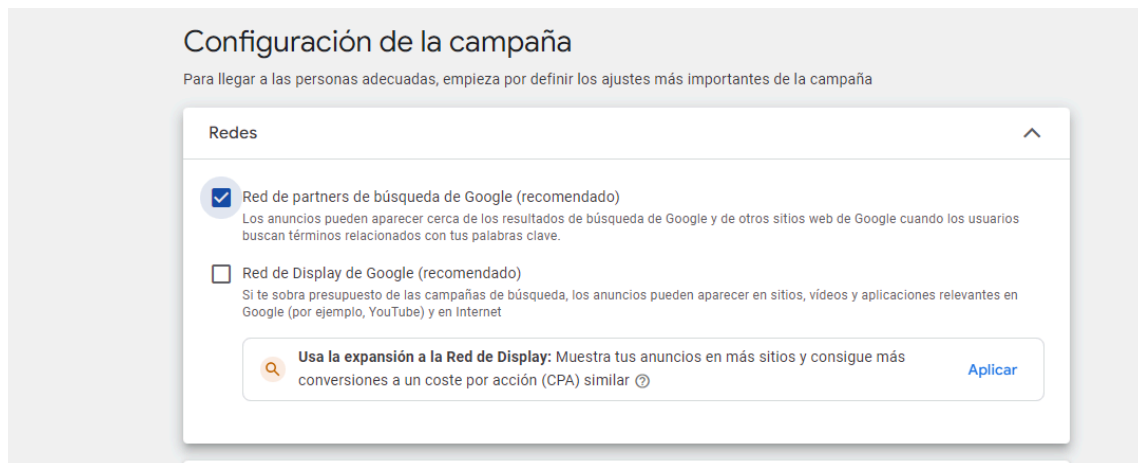 Configuración de la campaña
Para llegar a las personas adecuadas, empieza por definir los ajustes más importantes de la campaña
Redes
Red de partners de búsqueda de Google (recomendado)
Los anuncios pueden aparecer cerca de los resultados de búsqueda de Google y de otros sitios web de Google cuando los usuarios
buscan términos relacionados con tus palabras clave.
Red de Display de Google (recomendado)
Si te sobra presupuesto de las campañas de búsqueda, los anuncios pueden aparecer en sitios, vídeos y aplicaciones relevantes en
Google (por ejemplo, YouTube) y en Internet
Usa la expansión a la Red de Display: Muestra tus anuncios en más sitios y consigue más
conversiones a un coste por acción (CPA) similar
Aplicar